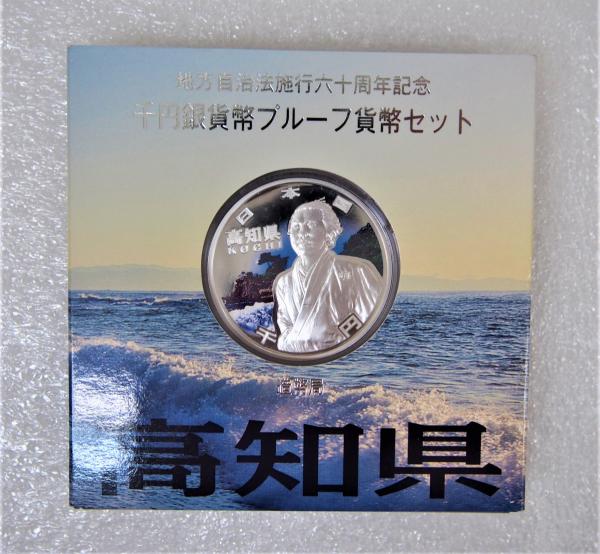 地方自治法施行六十周年記念
千円銀貨幣プルーフ貨幣セット
日本国
高知県
KOCHI
千円
造幣局
高知県